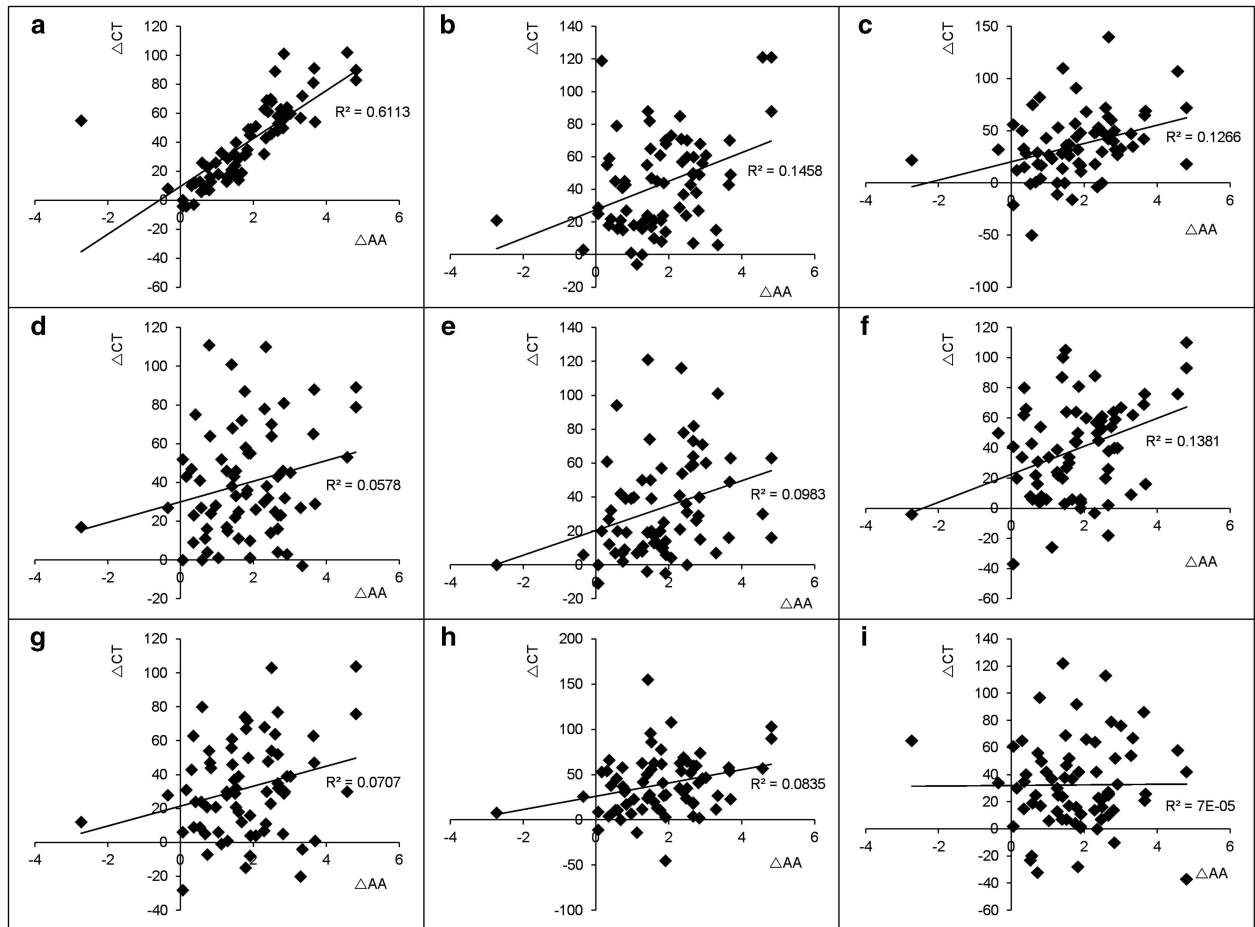 a
△CT
120
100
80
60
40
20
0
-20
-40
-60
-4 -2 0 2 4 6
R² = 0.6113
△AA
b
△CT
140
120
100
80
60
40
20
0
-20
-4 -2 0 2 4 6
R² = 0.1458
△AA
c
△CT
150
100
50
0
-50
-100
-4 -2 0 2 4 6
R² = 0.1266
△AA
d
△CT
120
100
80
60
40
20
0
-20
-4 -2 0 2 4 6
R² = 0.0578
△AA
e
△CT
140
120
100
80
60
40
20
0
-20
-4 -2 0 2 4 6
R² = 0.0983
△AA
f
△CT
120
100
80
60
40
20
0
-20
-40
-60
-4 -2 0 2 4 6
R² = 0.1381
△AA
g
△CT
120
100
80
60
40
20
0
-20
-40
-4 -2 0 2 4 6
R² = 0.0707
△AA
h
△CT
200
150
100
50
0
-50
-100
-4 -2 0 2 4 6
R² = 0.0835
△AA
i
△CT
140
120
100
80
60
40
20
0
-20
-40
-60
-4 -2 0 2 4 6
R² = 7E-05
△AA